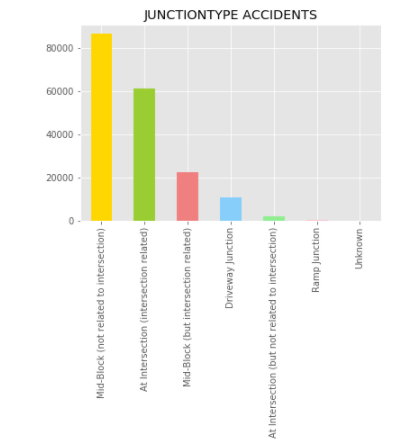 JUNCTIONTYPE ACCIDENTS
80000
60000
40000
20000
0
Mid-Block (not related to intersection)
At Intersection (intersection related)
Mid-Block (but intersection related)
Driveway Junction
At Intersection (but not related to intersection)
Ramp Junction
Unknown